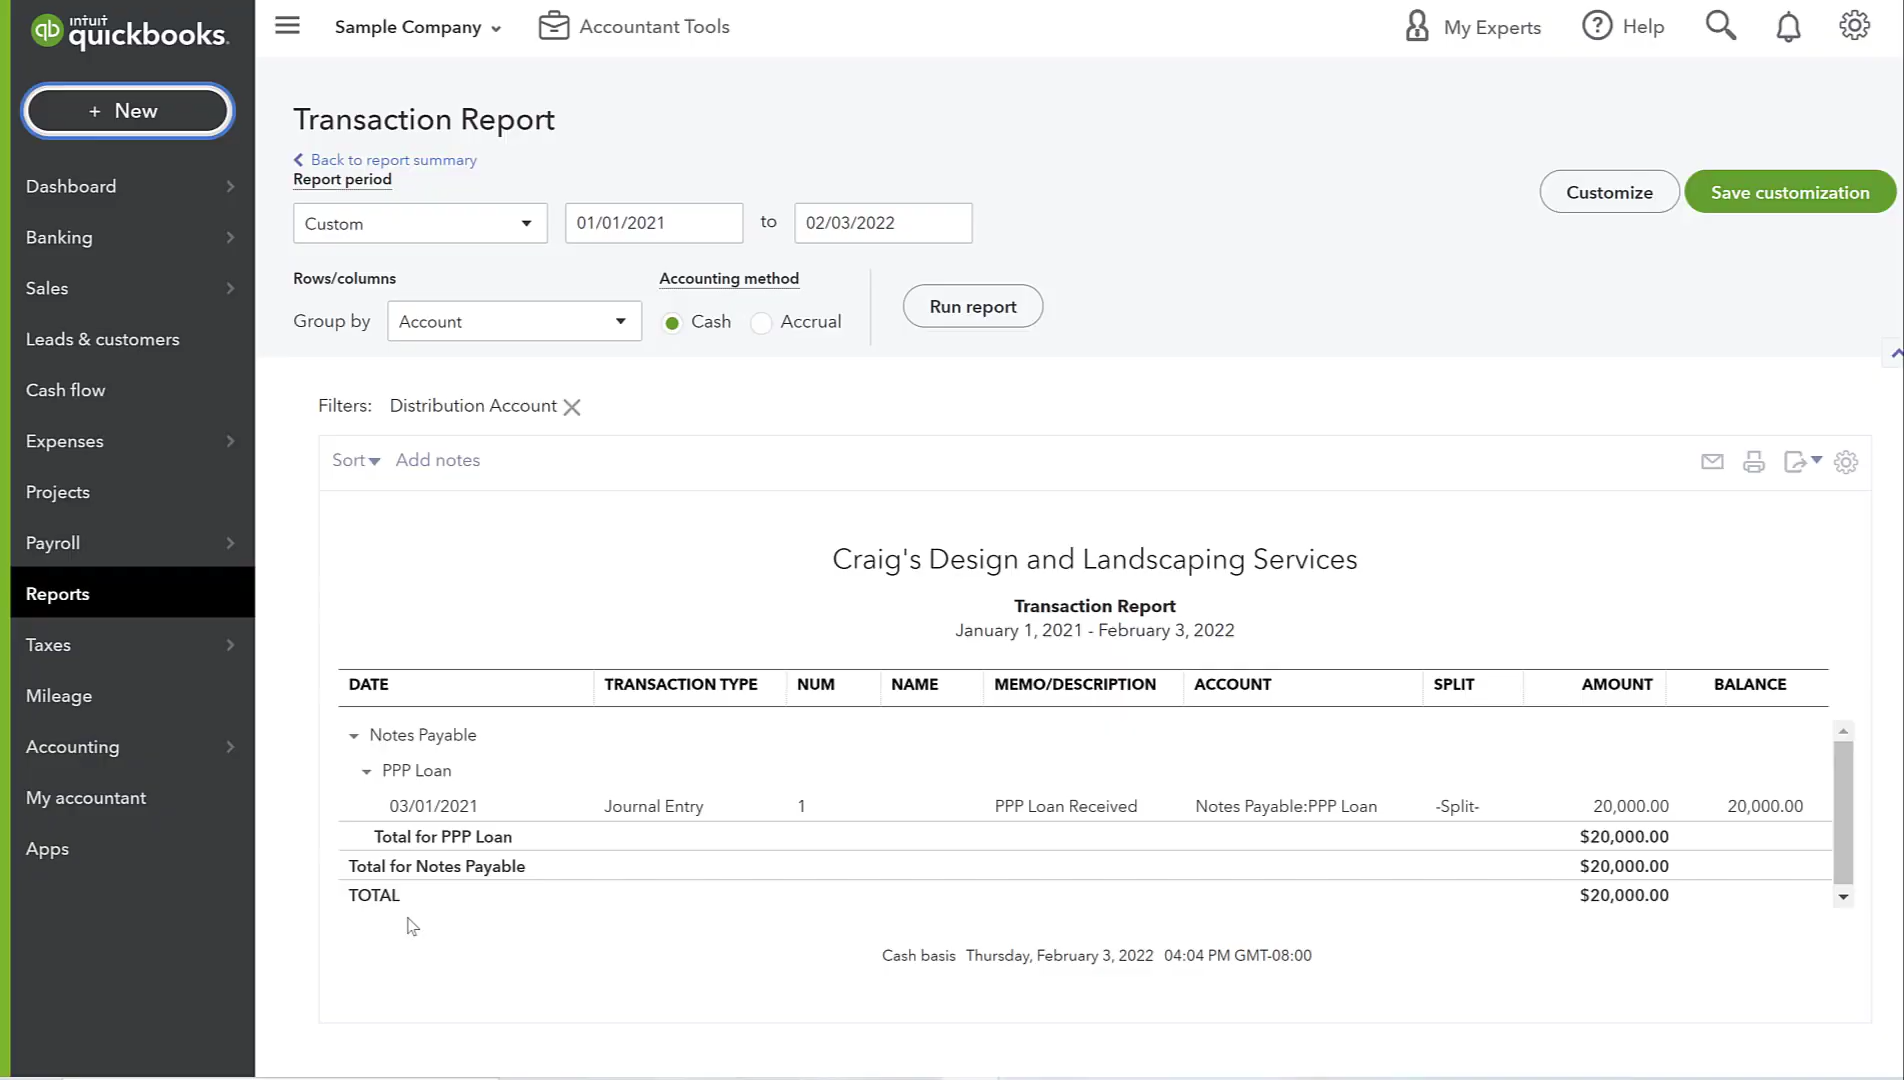 intuit
quickbooks.
Sample Company
Accountant Tools
My Experts
Help
+ New
Dashboard
Banking
Sales
Leads & customers
Cash flow
Expenses
Projects
Payroll
Reports
Taxes
Mileage
Accounting
My accountant
Apps
Transaction Report
Back to report summary
Report period
Custom 01/01/2021 to 02/03/2022
Customize Save customization
Rows/columns Accounting method
Group by Account Cash Accrual Run report
Filters: Distribution Account
Sort Add notes
Craig's Design and Landscaping Services
Transaction Report
January 1, 2021 - February 3, 2022
DATE TRANSACTION TYPE NUM NAME MEMO/DESCRIPTION ACCOUNT SPLIT AMOUNT BALANCE
Notes Payable
PPP Loan
03/01/2021 Journal Entry 1 PPP Loan Received Notes Payable:PPP Loan -Split- 20,000.00 20,000.00
Total for PPP Loan $20,000.00
Total for Notes Payable $20,000.00
TOTAL $20,000.00
Cash basis Thursday, February 3, 2022 04:04 PM GMT-08:00